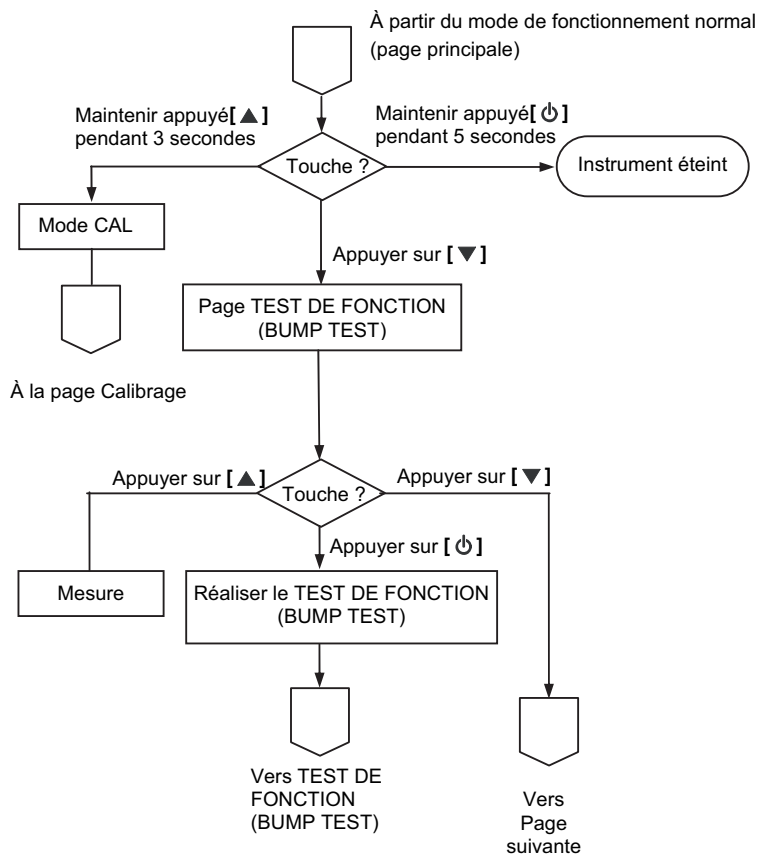 À partir du mode de fonctionnement normal
(page principale)
Maintenir appuyé[ ▲ ]
pendant 3 secondes
Maintenir appuyé[ ⏻ ]
pendant 5 secondes
Touche ?
Instrument éteint
Mode CAL
Appuyer sur [ ▼ ]
Page TEST DE FONCTION
(BUMP TEST)
À la page Calibrage
Appuyer sur [ ▲ ]
Touche ?
Appuyer sur [ ▼ ]
Appuyer sur [ ⏻ ]
Mesure
Réaliser le TEST DE FONCTION
(BUMP TEST)
Vers TEST DE
FONCTION
(BUMP TEST)
Vers
Page
suivante